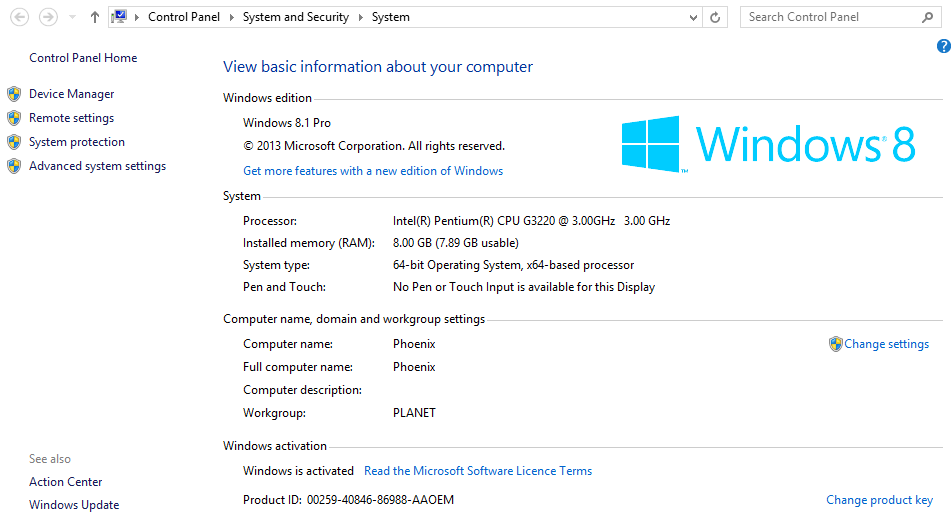 Control Panel System and Security System Search Control Panel
Control Panel Home
Device Manager
Remote settings
System protection
Advanced system settings
View basic information about your computer
Windows edition
Windows 8.1 Pro
© 2013 Microsoft Corporation. All rights reserved.
Get more features with a new edition of Windows
Windows® 8™
System
Processor: Intel(R) Pentium(R) CPU G3220 @ 3.00GHz 3.00 GHz
Installed memory (RAM): 8.00 GB (7.89 GB usable)
System type: 64-bit Operating System, x64-based processor
Pen and Touch: No Pen or Touch Input is available for this Display
Computer name, domain and workgroup settings
Computer name: Phoenix Change settings
Full computer name: Phoenix
Computer description:
Workgroup: PLANET
Windows activation
Windows is activated Read the Microsoft Software Licence Terms
Product ID: 00259-40846-86988-AAOEM Change product key
See also
Action Center
Windows Update